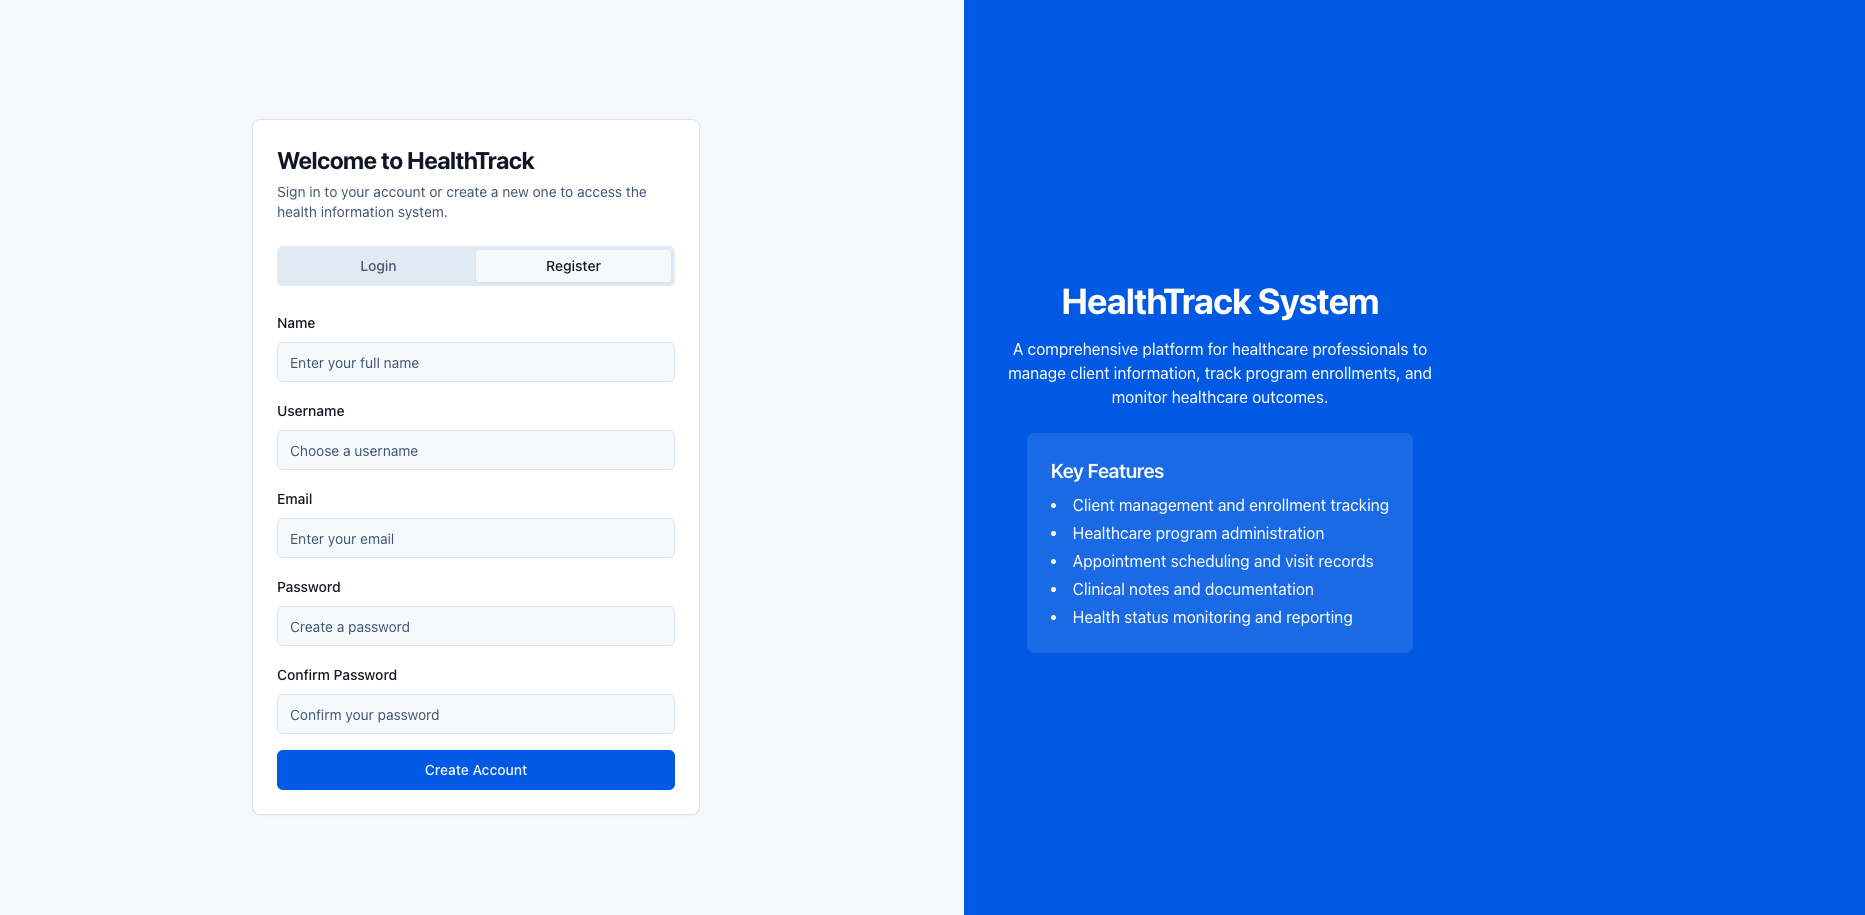 Welcome to HealthTrack
Sign in to your account or create a new one to access the
health information system.
Login
Register
Name
Enter your full name
Username
Choose a username
Email
Enter your email
Password
Create a password
Confirm Password
Confirm your password
Create Account
HealthTrack System
A comprehensive platform for healthcare professionals to
manage client information, track program enrollments, and
monitor healthcare outcomes.
Key Features
• Client management and enrollment tracking
• Healthcare program administration
• Appointment scheduling and visit records
• Clinical notes and documentation
• Health status monitoring and reporting